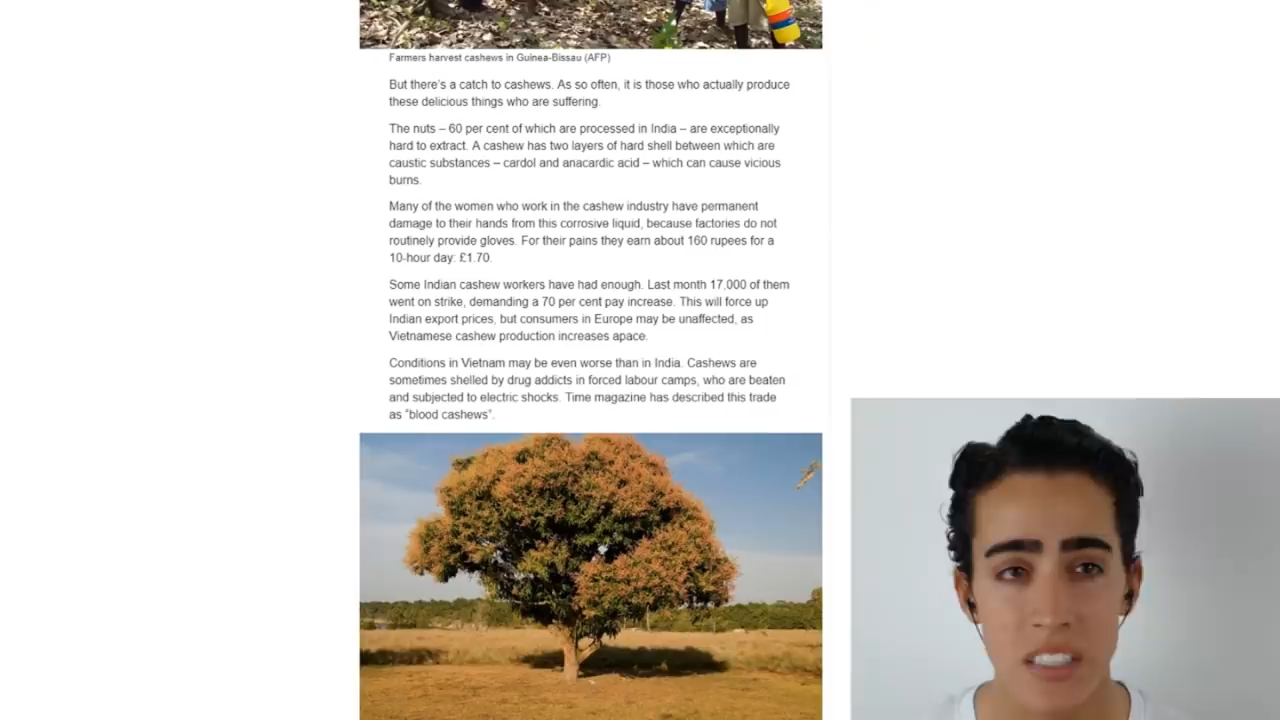 Farmers harvest cashews in Guinea-Bissau (AFP)
But there's a catch to cashews. As so often, it is those who actually produce
these delicious things who are suffering.
The nuts – 60 per cent of which are processed in India – are exceptionally
hard to extract. A cashew has two layers of hard shell between which are
caustic substances – cardol and anacardic acid – which can cause vicious
burns.
Many of the women who work in the cashew industry have permanent
damage to their hands from this corrosive liquid, because factories do not
routinely provide gloves. For their pains they earn about 160 rupees for a
10-hour day: £1.70.
Some Indian cashew workers have had enough. Last month 17,000 of them
went on strike, demanding a 70 per cent pay increase. This will force up
Indian export prices, but consumers in Europe may be unaffected, as
Vietnamese cashew production increases apace.
Conditions in Vietnam may be even worse than in India. Cashews are
sometimes shelled by drug addicts in forced labour camps, who are beaten
and subjected to electric shocks. Time magazine has described this trade
as "blood cashews".